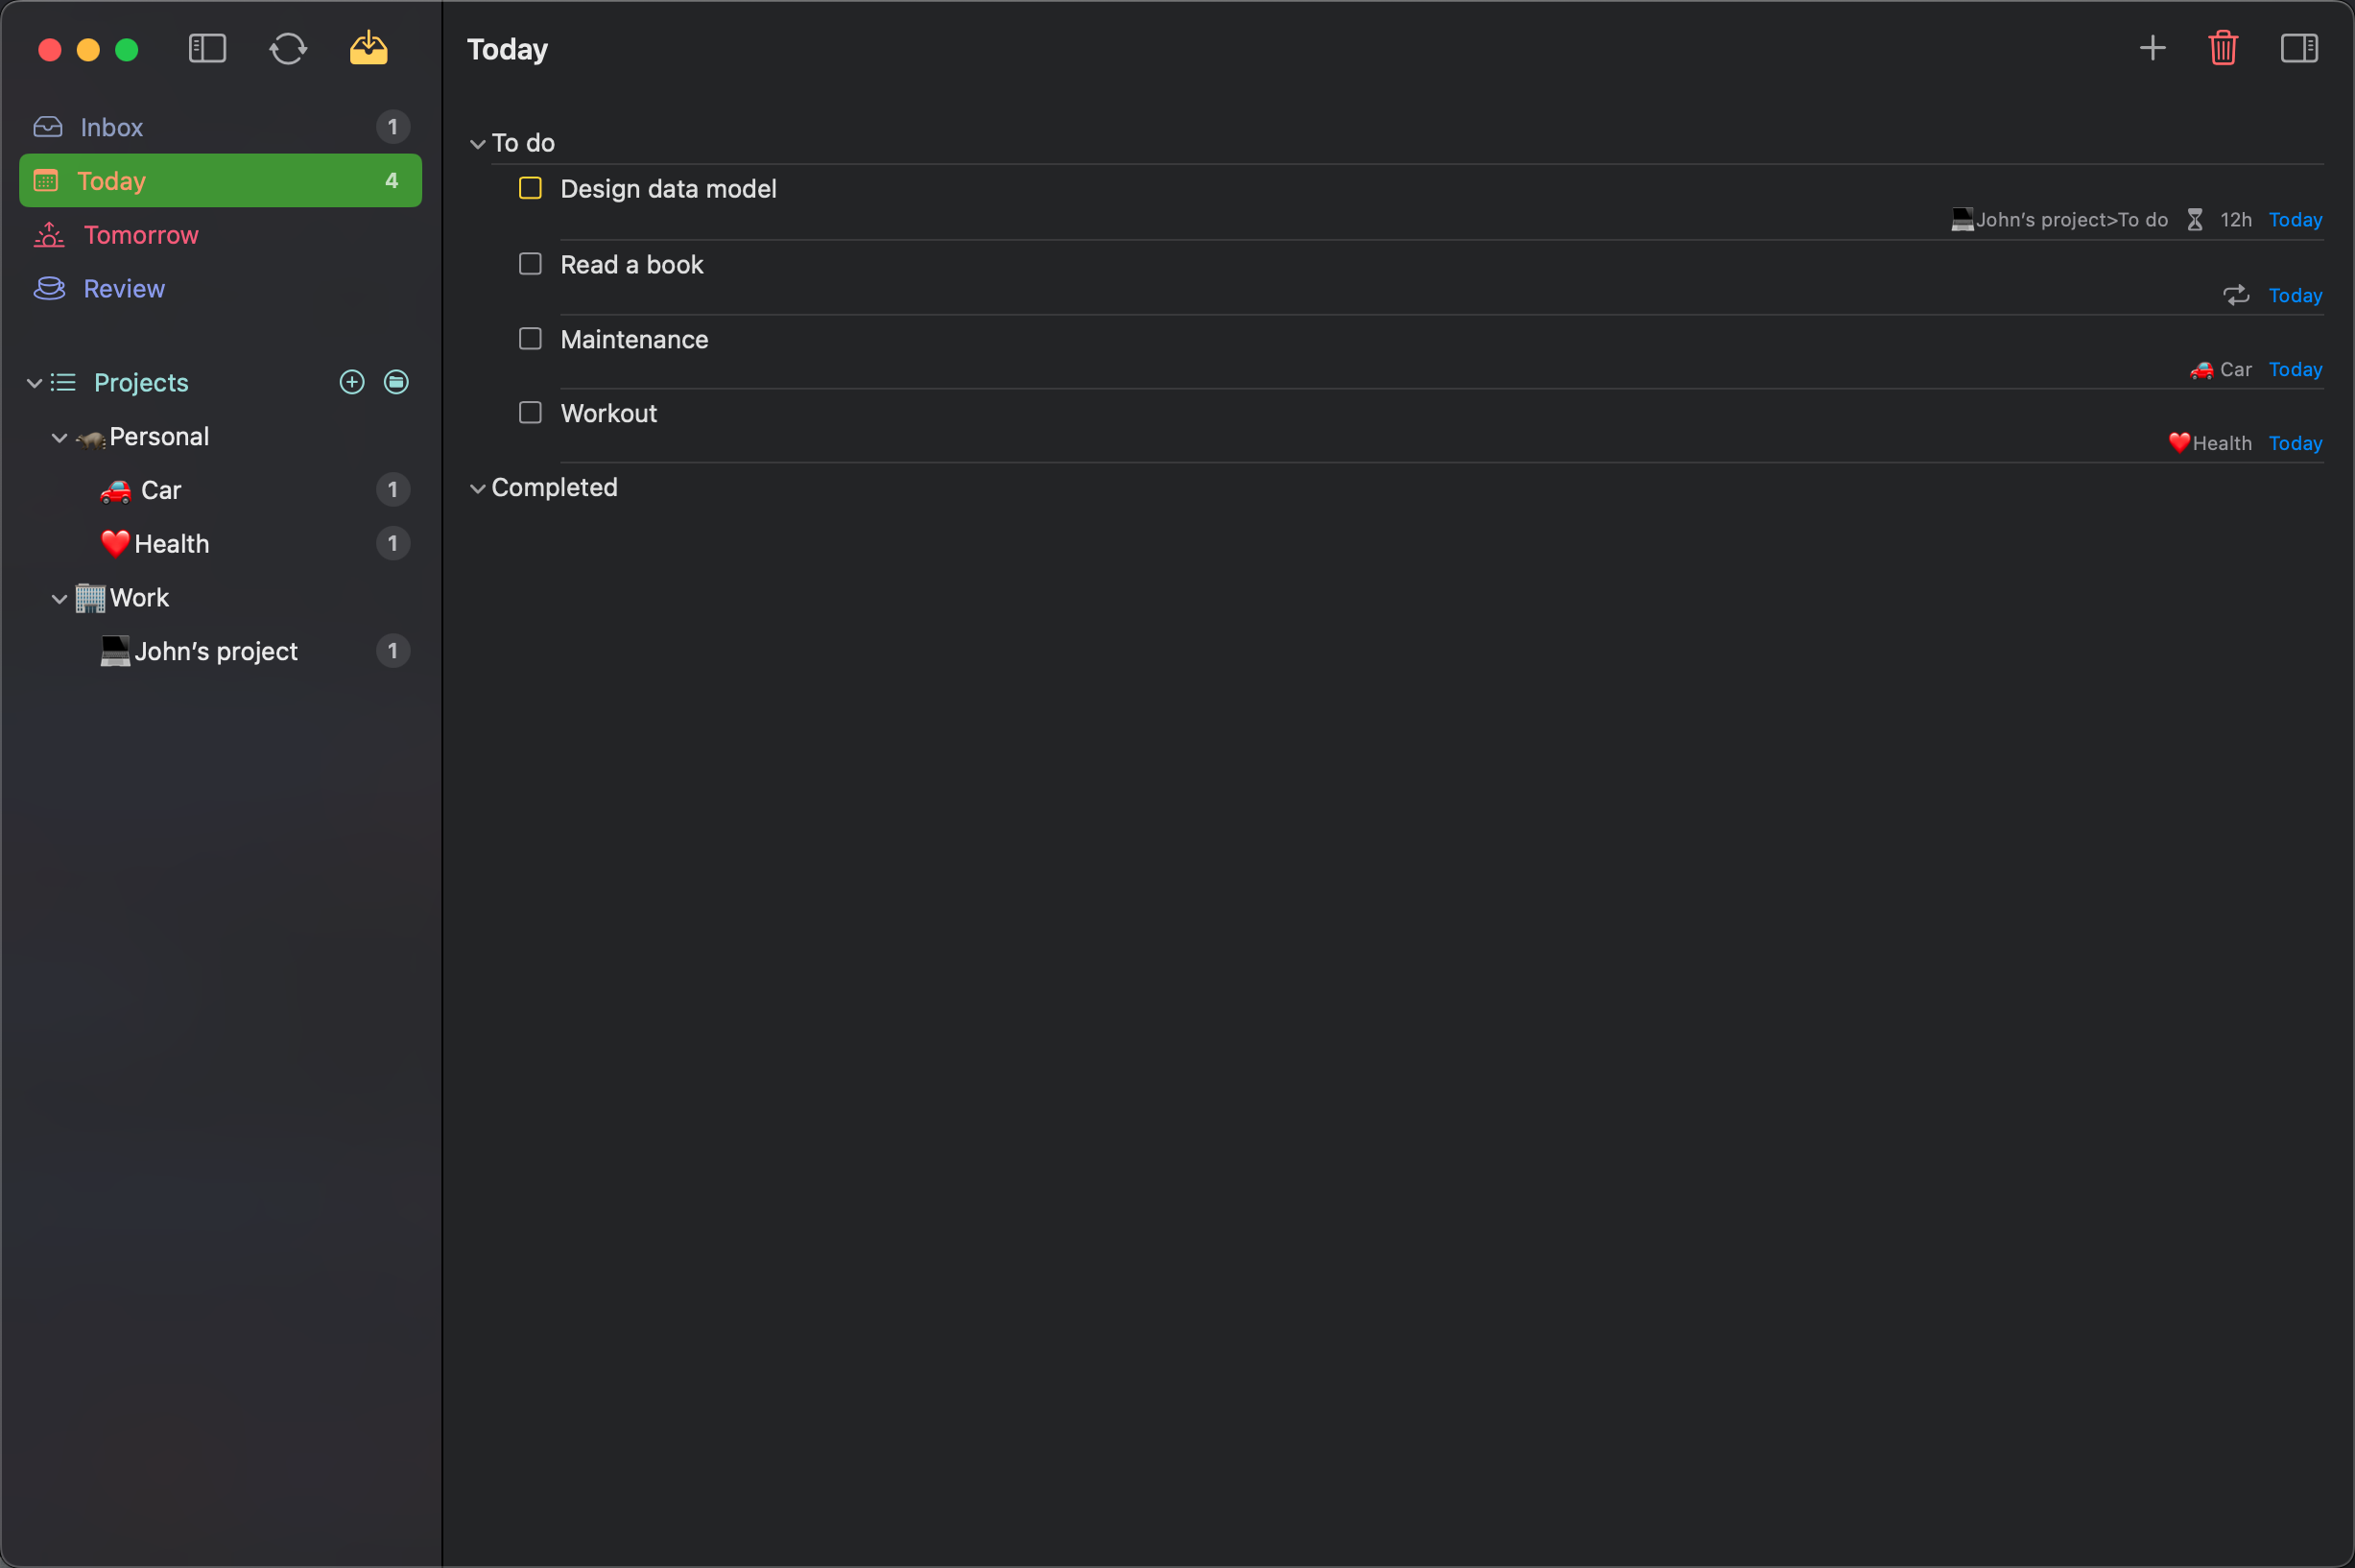 Today
Inbox 1
Today 4
Tomorrow
Review
Projects
Personal
Car 1
Health 1
Work
John’s project 1
To do
Design data model
John’s project>To do 12h Today
Read a book
Today
Maintenance
Car Today
Workout
Health Today
Completed